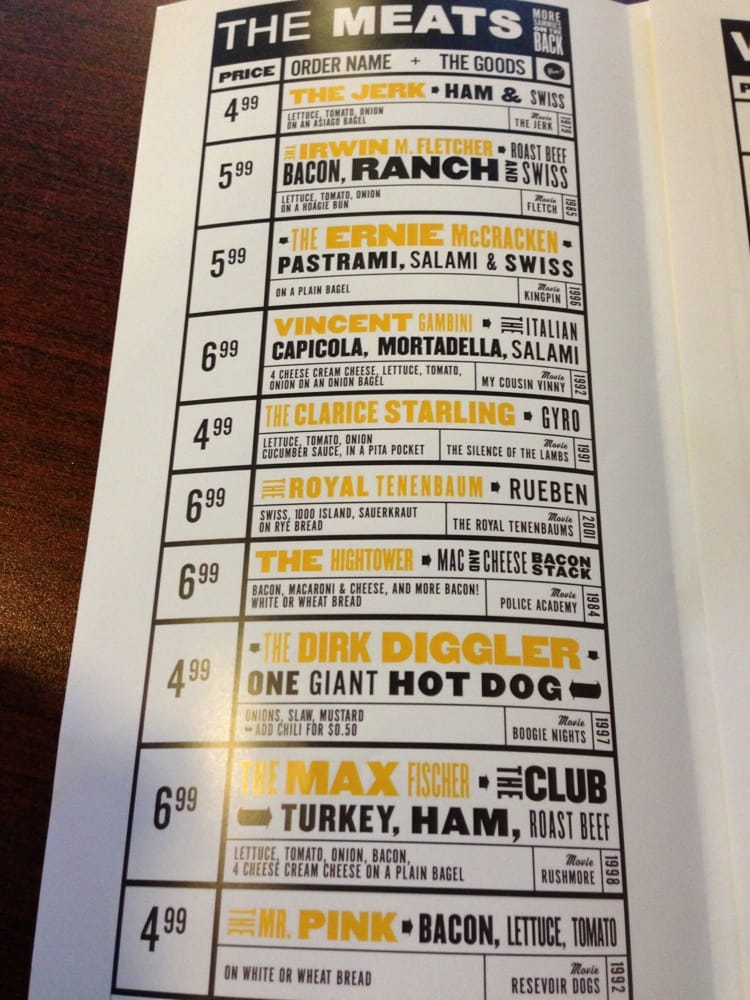 THE MEATS MORE SAMMIES ON THE BACK
PRICE ORDER NAME + THE GOODS
4.99 THE JERK HAM & SWISS
LETTUCE, TOMATO, ONION
ON AN ASIAGO BAGEL
Movie
THE JERK 1979
5.99 THE IRWIN M. FLETCHER ROAST BEEF
BACON, RANCH AND SWISS
LETTUCE, TOMATO, ONION
ON A HOAGIE BUN
Movie
FLETCH 1985
5.99 THE ERNIE McCRACKEN
PASTRAMI, SALAMI & SWISS
ON A PLAIN BAGEL
Movie
KINGPIN 1996
6.99 VINCENT GAMBINI THE ITALIAN
CAPICOLA, MORTADELLA, SALAMI
4 CHEESE CREAM CHEESE, LETTUCE, TOMATO,
ONION ON AN ONION BAGEL
Movie
MY COUSIN VINNY 1992
4.99 THE CLARICE STARLING GYRO
LETTUCE, TOMATO, ONION
CUCUMBER SAUCE, IN A PITA POCKET
Movie
THE SILENCE OF THE LAMBS 1991
6.99 THE ROYAL TENENBAUM RUEBEN
SWISS, 1000 ISLAND, SAUERKRAUT
ON RYE BREAD
Movie
THE ROYAL TENENBAUMS 2001
6.99 THE HIGHTOWER MAC AND CHEESE BACON STACK
BACON, MACARONI & CHEESE, AND MORE BACON!
WHITE OR WHEAT BREAD
Movie
POLICE ACADEMY 1984
4.99 THE DIRK DIGGLER
ONE GIANT HOT DOG
ONIONS, SLAW, MUSTARD
- ADD CHILI FOR $0.50
Movie
BOOGIE NIGHTS 1997
6.99 THE MAX FISCHER THE CLUB
TURKEY, HAM, ROAST BEEF
LETTUCE, TOMATO, ONION, BACON,
4 CHEESE CREAM CHEESE ON A PLAIN BAGEL
Movie
RUSHMORE 1998
4.99 THE MR. PINK BACON, LETTUCE, TOMATO
ON WHITE OR WHEAT BREAD
Movie
RESEVOIR DOGS 1992